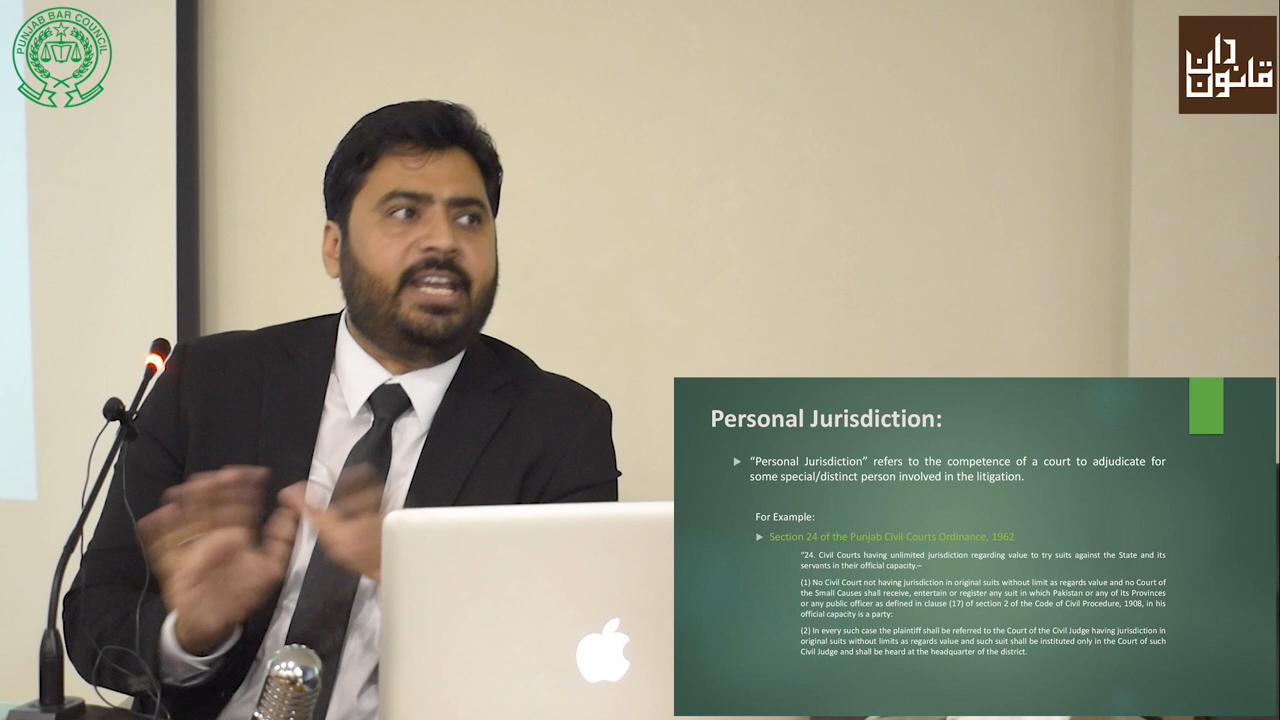 PUNJAB BAR COUNCIL
قانون دان
Personal Jurisdiction:
“Personal Jurisdiction” refers to the competence of a court to adjudicate for
some special/distinct person involved in the litigation.
For Example:
Section 24 of the Punjab Civil Courts Ordinance, 1962
“24. Civil Courts having unlimited jurisdiction regarding value to try suits against the State and its
servants in their official capacity.–
(1) No Civil Court not having jurisdiction in original suits without limit as regards value and no Court of
the Small Causes shall receive, entertain or register any suit in which Pakistan or any of its Provinces
or any public officer as defined in clause (17) of section 2 of the Code of Civil Procedure, 1908, in his
official capacity is a party:
(2) In every such case the plaintiff shall be referred to the Court of the Civil Judge having jurisdiction in
original suits without limits as regards value and such suit shall be instituted only in the Court of such
Civil Judge and shall be heard at the headquarter of the district.